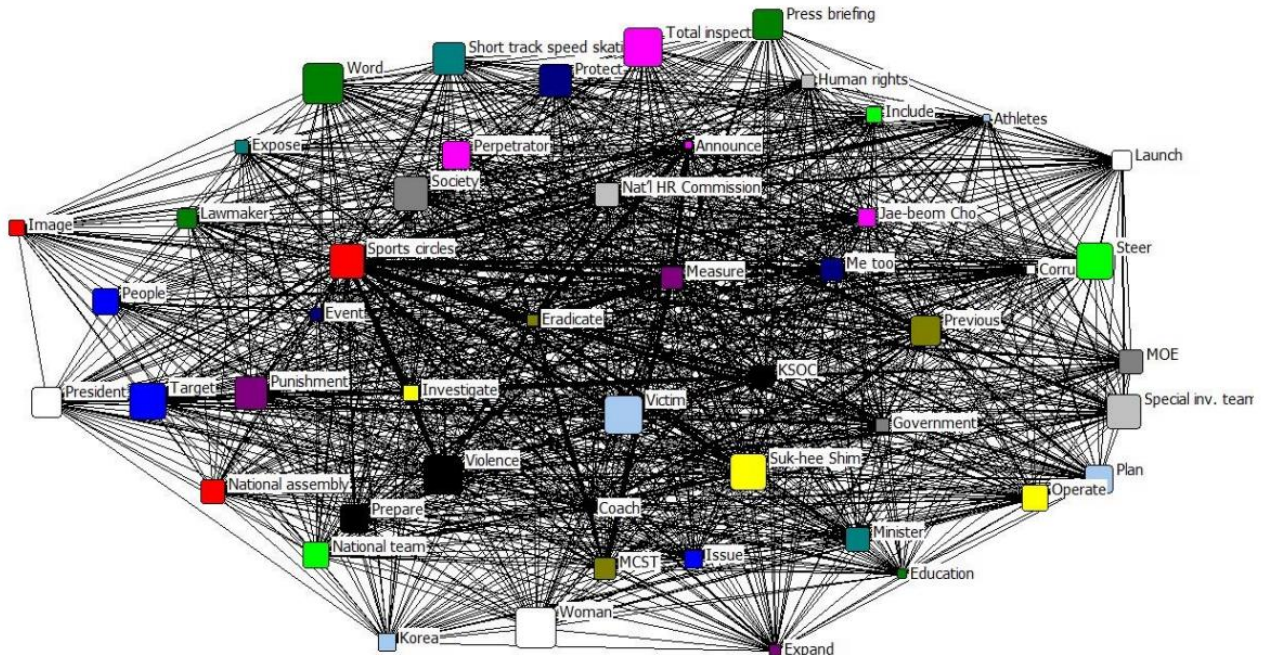 Press briefing
Total inspect
Short track speed skati
Word
Protect
Human rights
Include
Athletes
Expose
Perpetrator
Announce
Launch
Society
Nat'l HR Commission
Image
Lawmaker
Jae-beom Cho
Sports circles
Measure
Me too
Corru
Steer
People
Event
Eradicate
Previous
MOE
President
Target
Punishment
Investigate
KSOC
Victim
Special inv. team
Government
Violence
Suk-hee Shim
Plan
National assembly
Operate
Prepare
Coach
National team
Minister
MCST
Issue
Education
Woman
Korea
Expand